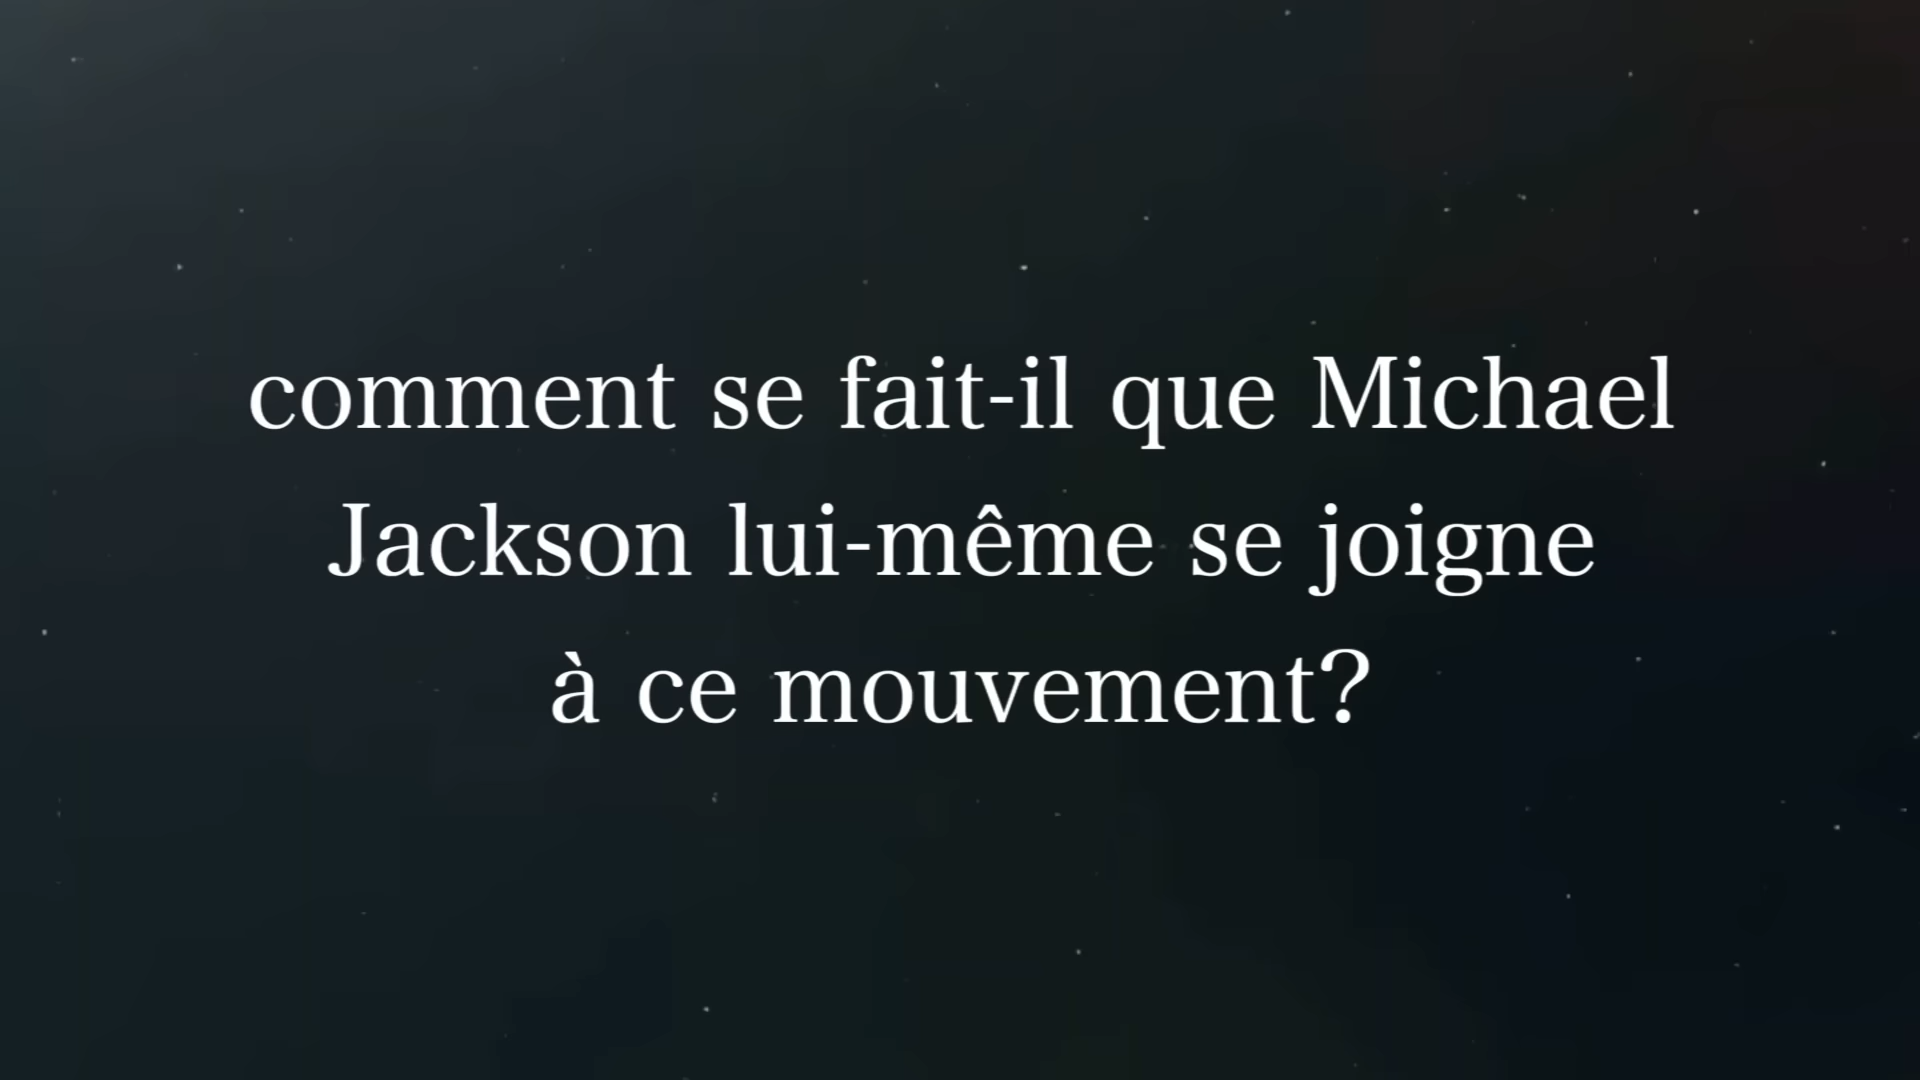 comment se fait-il que Michael
Jackson lui-même se joigne
à ce mouvement?